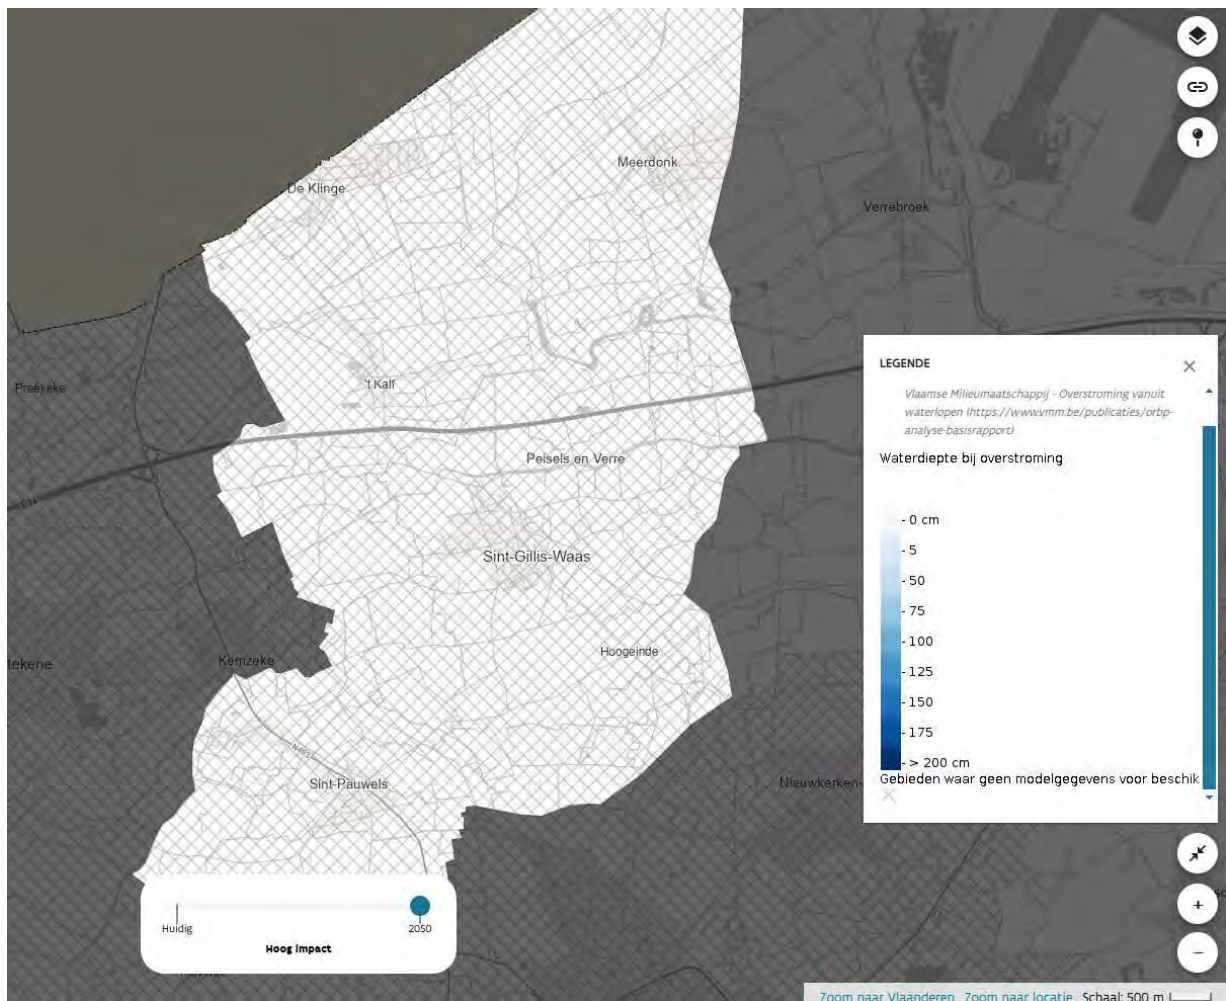 De Klinge
Meerdonk
Verrebroek
Preekeke
't Kalf
E34
Peisels en Verre
Sint-Gillis-Waas
Hoogeinde
tekene
Kemzeke
N403
Sint-Pauwels
Nieuwkerken-
LEGENDE
Vlaamse Milieumaatschappij - Overstroming vanuit
waterlopen (https://www.vmm.be/publicaties/orbp-
analyse-basisrapport)
Waterdiepte bij overstroming
- 0 cm
- 5
- 50
- 75
- 100
- 125
- 150
- 175
- > 200 cm
Gebieden waar geen modelgegevens voor beschik
Huidig
2050
Hoog impact
+
−
Zoom naar Vlaanderen Zoom naar locatie Schaal: 500 m